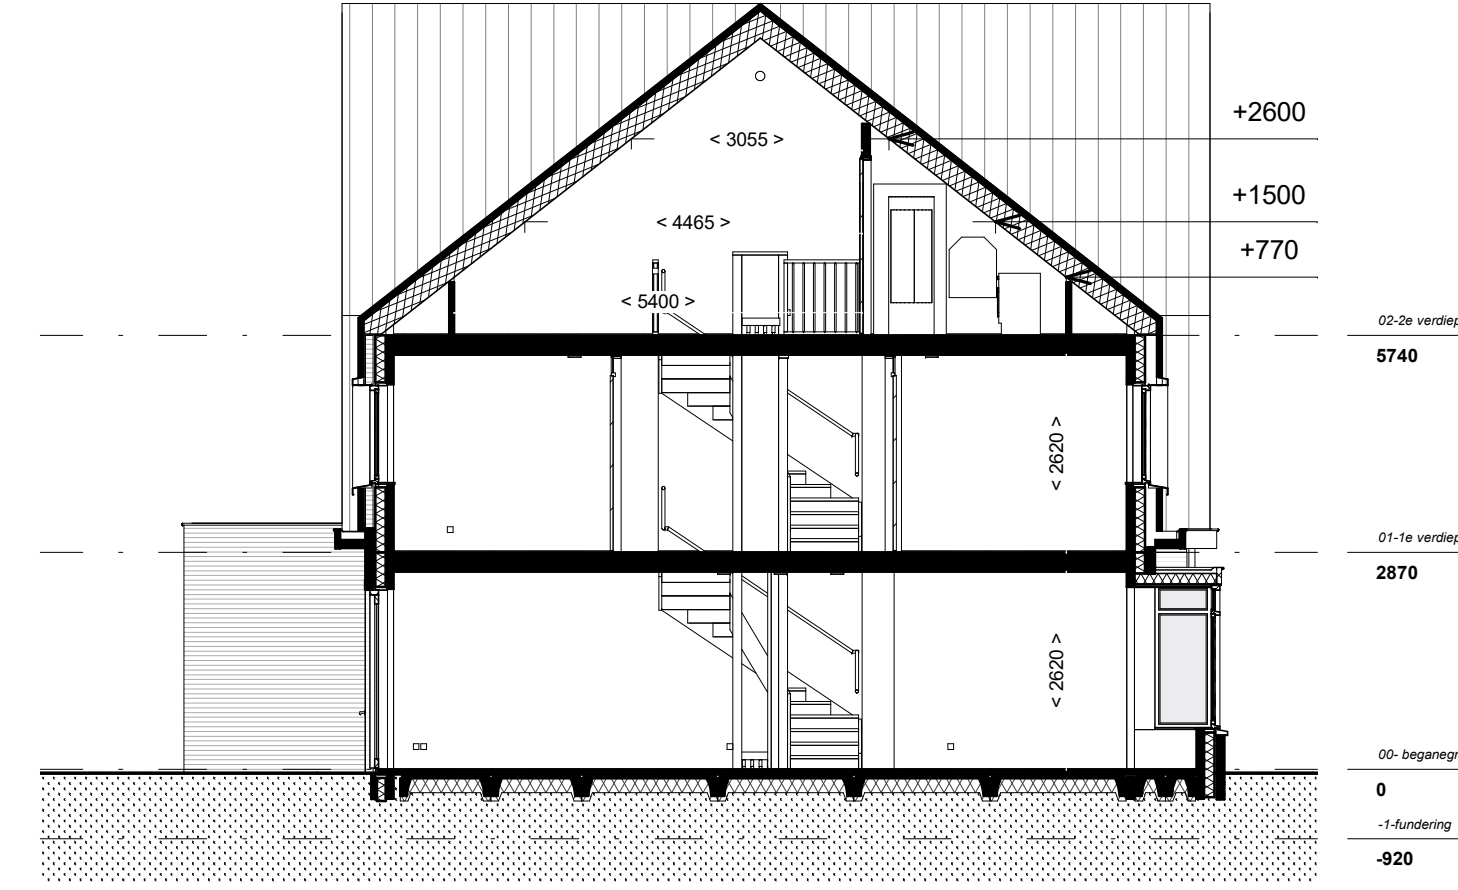 +2600
< 3055 >
+1500
< 4465 >
+770
< 5400 >
02-2e verdiep
5740
< 2620 >
01-1e verdiep
2870
< 2620 >
00- beganegr
0
-1-fundering
-920